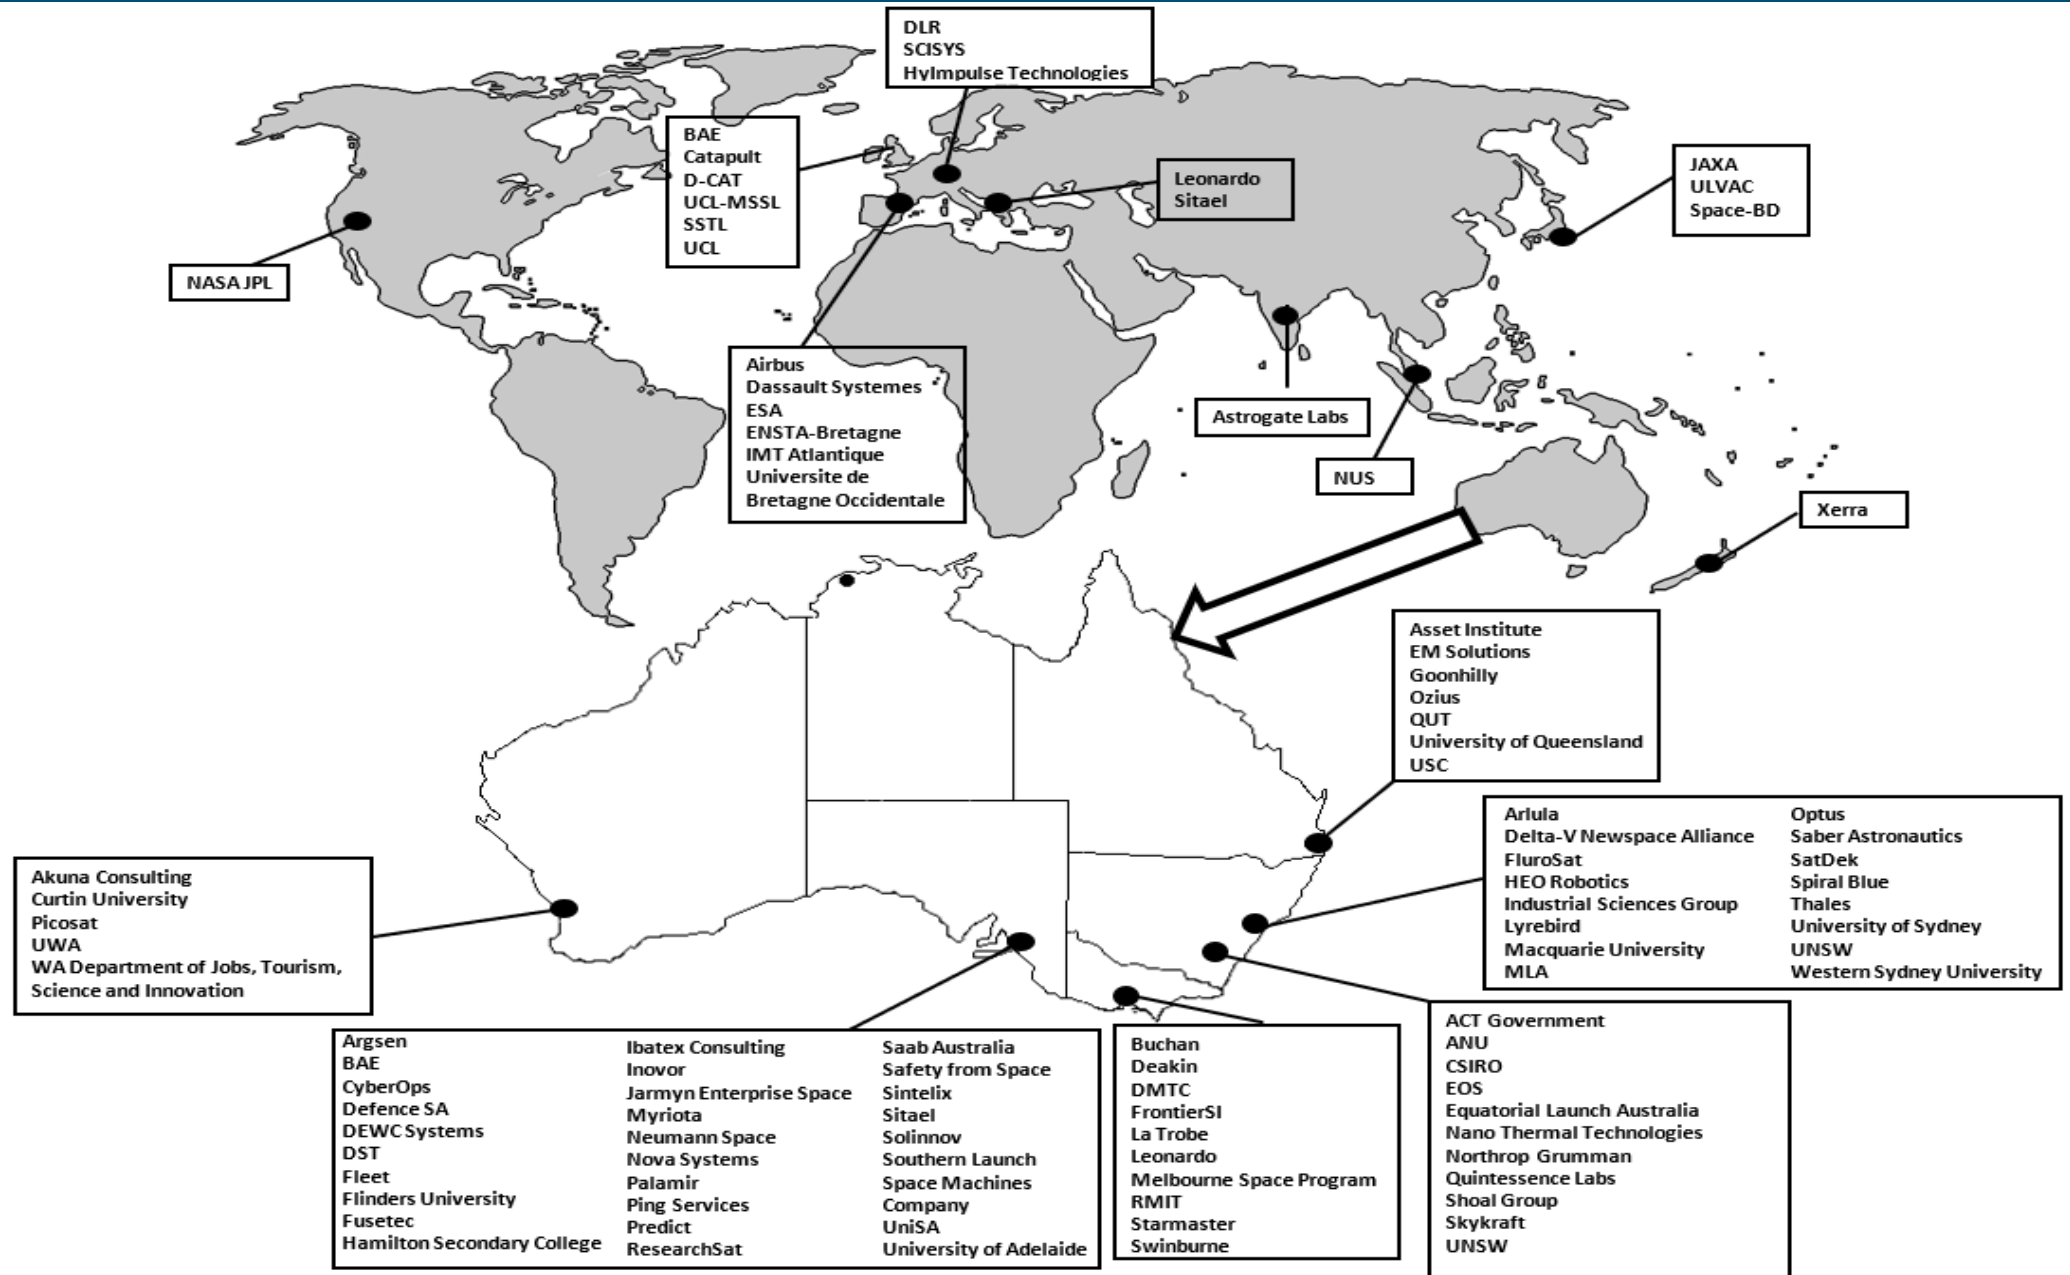 DLR
SCISYS
HyImpulse Technologies
BAE
Catapult
D-CAT
UCL-MSSL
SSTL
UCL
Leonardo
Sitael
JAXA
ULVAC
Space-BD
NASA JPL
Airbus
Dassault Systemes
ESA
ENSTA-Bretagne
IMT Atlantique
Universite de
Bretagne Occidentale
Astrogate Labs
NUS
Xerra
Asset Institute
EM Solutions
Goonhilly
Ozius
QUT
University of Queensland
USC
Arlula
Delta-V Newspace Alliance
FluroSat
HEO Robotics
Industrial Sciences Group
Lyrebird
Macquarie University
MLA
Optus
Saber Astronautics
SatDek
Spiral Blue
Thales
University of Sydney
UNSW
Western Sydney University
Akuna Consulting
Curtin University
Picosat
UWA
WA Department of Jobs, Tourism,
Science and Innovation
Argsen
BAE
CyberOps
Defence SA
DEWC Systems
DST
Fleet
Flinders University
Fusetec
Hamilton Secondary College
Ibatex Consulting
Inovor
Jarmyn Enterprise Space
Myriota
Neumann Space
Nova Systems
Palamir
Ping Services
Predict
ResearchSat
Saab Australia
Safety from Space
Sintelix
Sitael
Solinnov
Southern Launch
Space Machines
Company
UniSA
University of Adelaide
Buchan
Deakin
DMTC
FrontierSI
La Trobe
Leonardo
Melbourne Space Program
RMIT
Starmaster
Swinburne
ACT Government
ANU
CSIRO
EOS
Equatorial Launch Australia
Nano Thermal Technologies
Northrop Grumman
Quintessence Labs
Shoal Group
Skykraft
UNSW